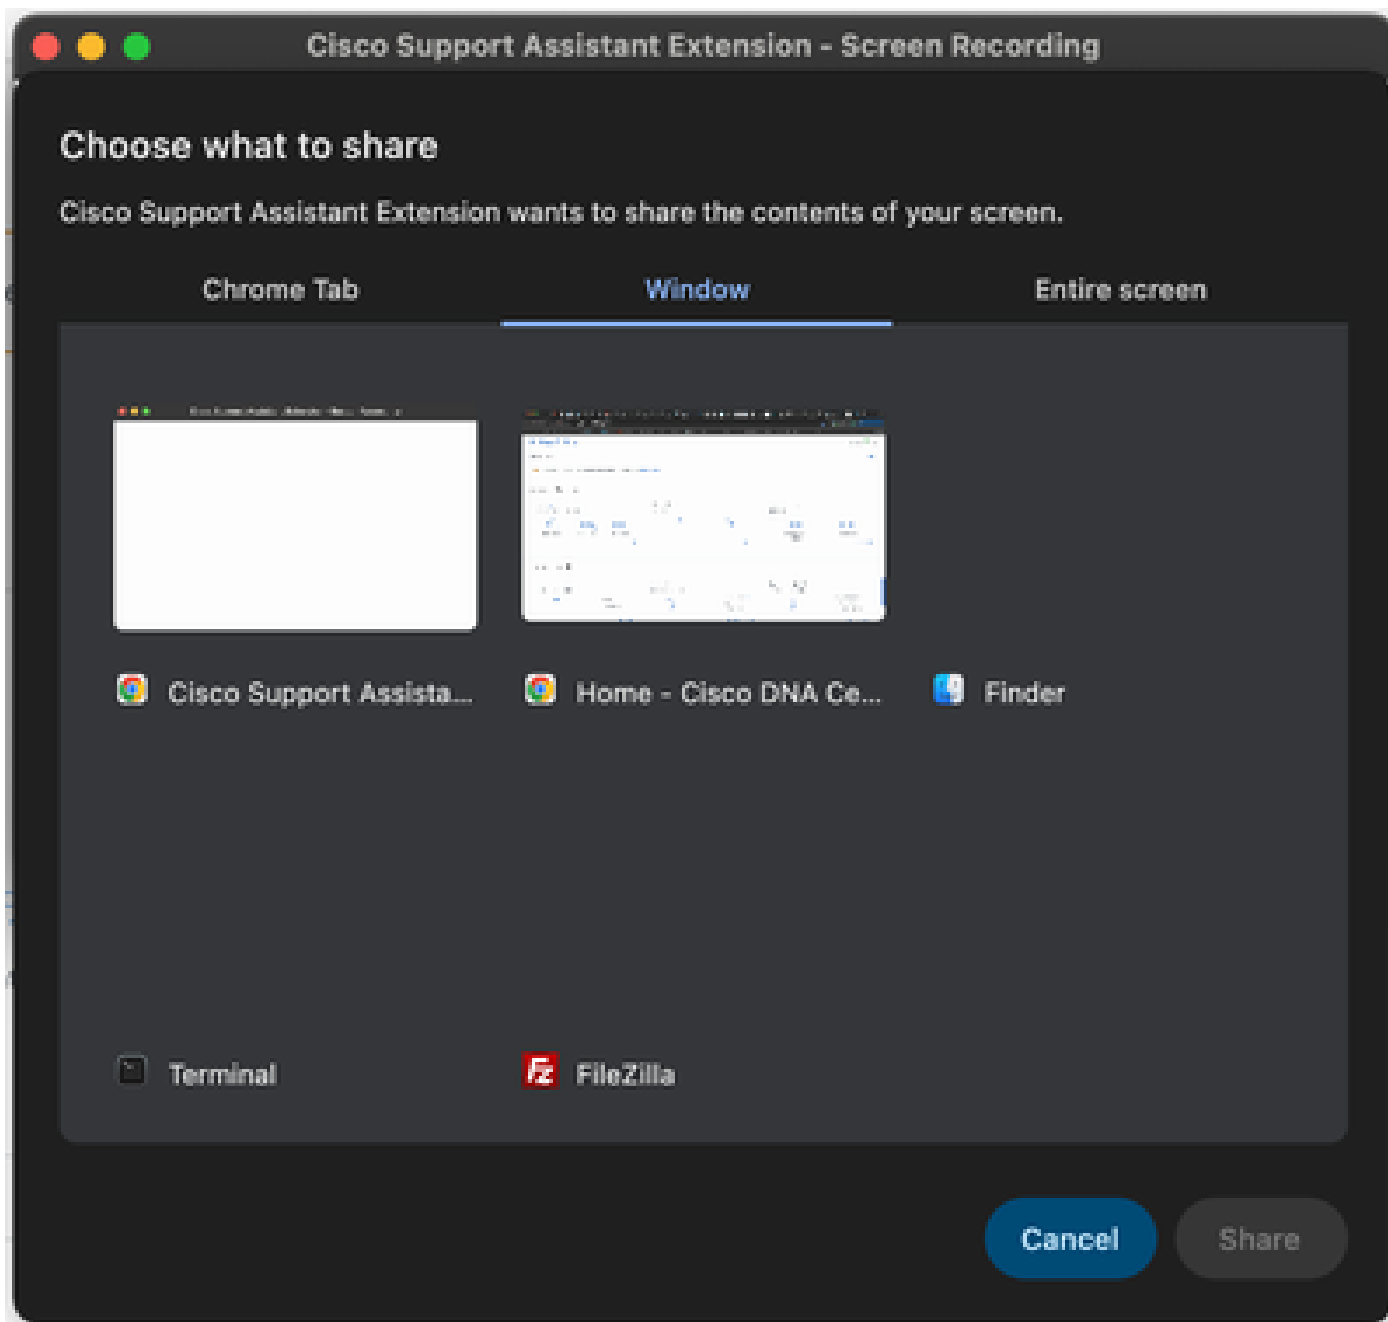 Cisco Support Assistant Extension - Screen Recording
Choose what to share
Cisco Support Assistant Extension wants to share the contents of your screen.
Chrome Tab Window Entire screen
Cisco Support Assista... Home - Cisco DNA Ce... Finder
Terminal FileZilla
Cancel Share